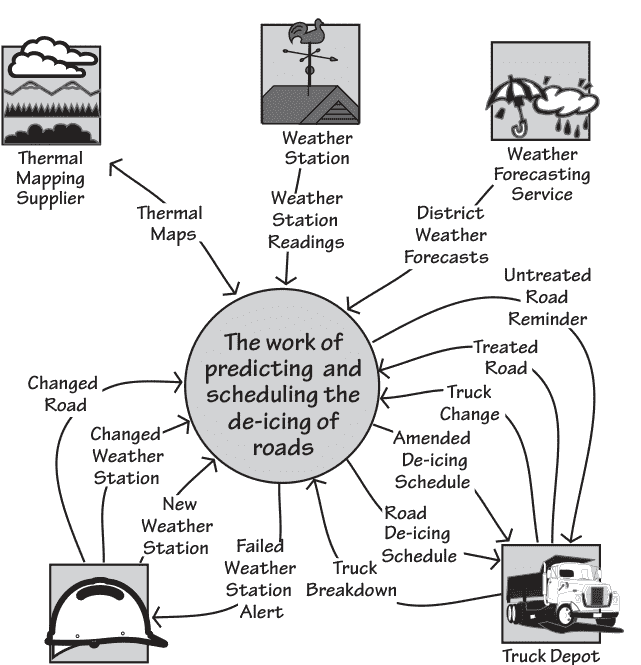 Thermal
Mapping
Supplier
Weather
Station
Weather
Forecasting
Service
Thermal
Maps
Weather
Station
Readings
District
Weather
Forecasts
Untreated
Road
Reminder
The work of
predicting and
scheduling the
de-icing of
roads
Treated
Road
Truck
Change
Changed
Road
Changed
Weather
Station
New
Weather
Station
Amended
De-icing
Schedule
Road
De-icing
Schedule
Failed
Weather
Station
Alert
Truck
Breakdown
Truck Depot